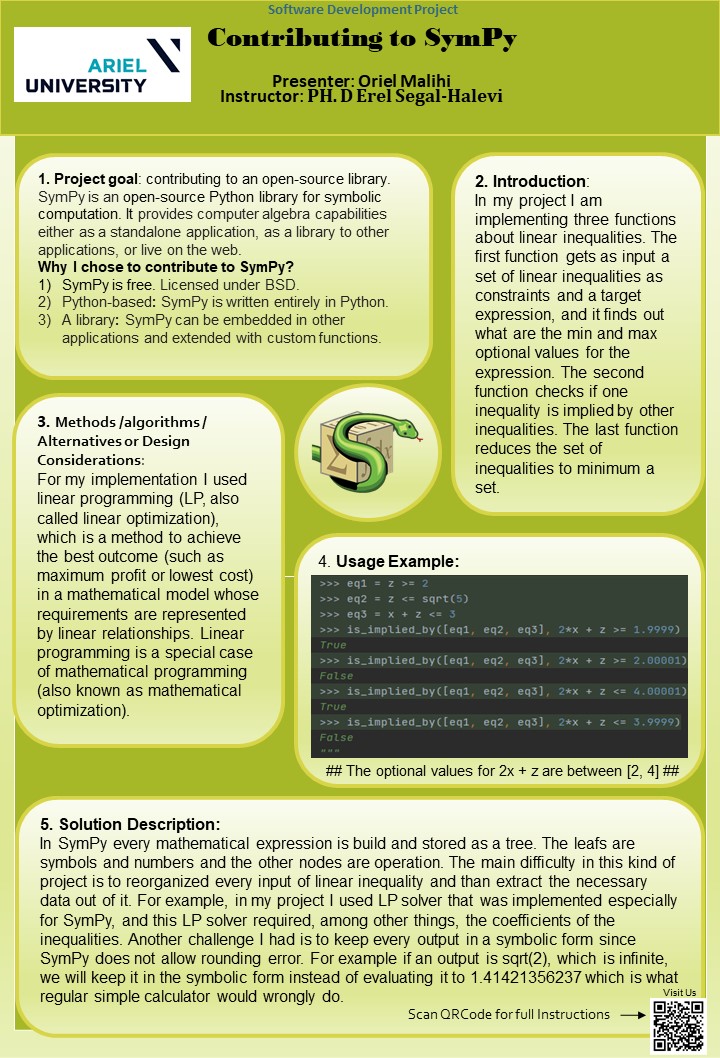 Software Development Project
Contributing to SymPy
ARIEL
UNIVERSITY
Presenter: Oriel Malihi
Instructor: PH. D Erel Segal-Halevi
1. Project goal: contributing to an open-source library.
SymPy is an open-source Python library for symbolic
computation. It provides computer algebra capabilities
either as a standalone application, as a library to other
applications, or live on the web.
Why I chose to contribute to SymPy?
1) SymPy is free. Licensed under BSD.
2) Python-based: SymPy is written entirely in Python.
3) A library: SymPy can be embedded in other
applications and extended with custom functions.
2. Introduction:
In my project I am
implementing three functions
about linear inequalities. The
first function gets as input a
set of linear inequalities as
constraints and a target
expression, and it finds out
what are the min and max
optional values for the
expression. The second
function checks if one
inequality is implied by other
inequalities. The last function
reduces the set of
inequalities to minimum a
set.
3. Methods /algorithms /
Alternatives or Design
Considerations:
For my implementation I used
linear programming (LP, also
called linear optimization),
which is a method to achieve
the best outcome (such as
maximum profit or lowest cost)
in a mathematical model whose
requirements are represented
by linear relationships. Linear
programming is a special case
of mathematical programming
(also known as mathematical
optimization).
4. Usage Example:
>>> eq1 = z >= 2
>>> eq2 = z <= sqrt(5)
>>> eq3 = x + z <= 3
>>> is_implied_by([eq1, eq2, eq3], 2*x + z >= 1.9999)
True
>>> is_implied_by([eq1, eq2, eq3], 2*x + z >= 2.00001)
False
>>> is_implied_by([eq1, eq2, eq3], 2*x + z <= 4.00001)
True
>>> is_implied_by([eq1, eq2, eq3], 2*x + z <= 3.9999)
False
"""
## The optional values for 2x + z are between [2, 4] ##
5. Solution Description:
In SymPy every mathematical expression is build and stored as a tree. The leafs are
symbols and numbers and the other nodes are operation. The main difficulty in this kind of
project is to reorganized every input of linear inequality and than extract the necessary
data out of it. For example, in my project I used LP solver that was implemented especially
for SymPy, and this LP solver required, among other things, the coefficients of the
inequalities. Another challenge I had is to keep every output in a symbolic form since
SymPy does not allow rounding error. For example if an output is sqrt(2), which is infinite,
we will keep it in the symbolic form instead of evaluating it to 1.41421356237 which is what
regular simple calculator would wrongly do.
Visit Us
Scan QRCode for full Instructions